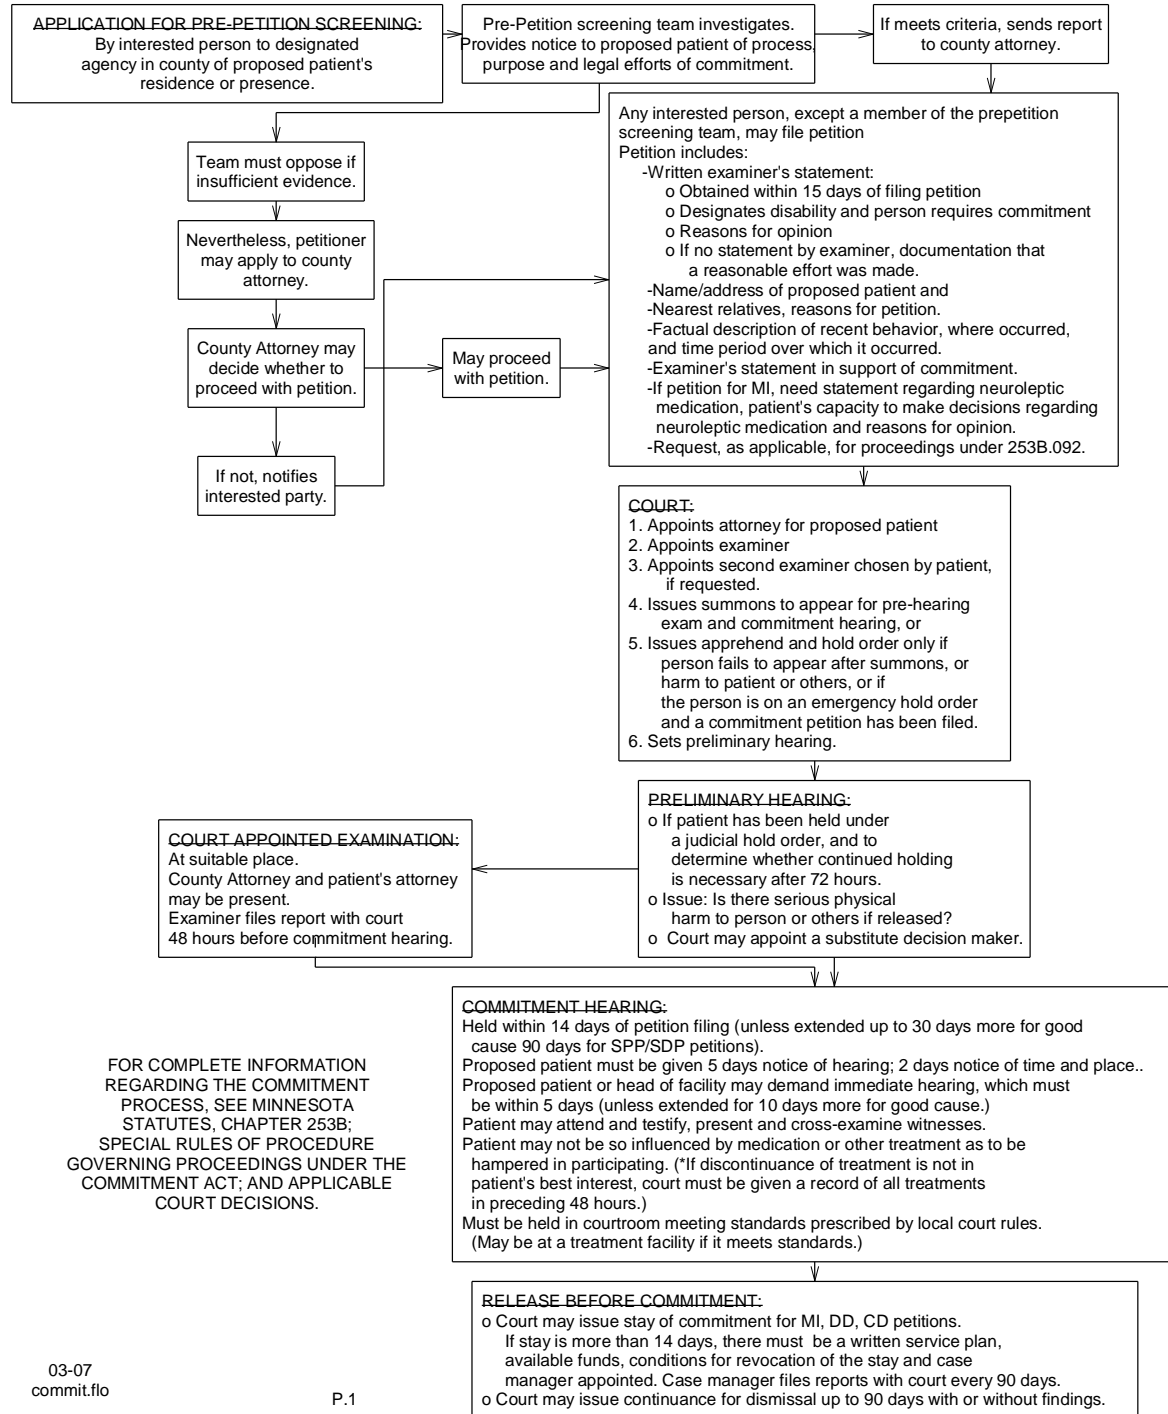 APPLICATION FOR PRE-PETITION SCREENING:
By interested person to designated
agency in county of proposed patient's
residence or presence.
Pre-Petition screening team investigates.
Provides notice to proposed patient of process,
purpose and legal efforts of commitment.
If meets criteria, sends report
to county attorney.
Team must oppose if
insufficient evidence.
Nevertheless, petitioner
may apply to county
attorney.
County Attorney may
decide whether to
proceed with petition.
May proceed
with petition.
If not, notifies
interested party.
Any interested person, except a member of the prepetition
screening team, may file petition
Petition includes:
-Written examiner's statement:
o Obtained within 15 days of filing petition
o Designates disability and person requires commitment
o Reasons for opinion
o If no statement by examiner, documentation that
a reasonable effort was made.
-Name/address of proposed patient and
-Nearest relatives, reasons for petition.
-Factual description of recent behavior, where occurred,
and time period over which it occurred.
-Examiner's statement in support of commitment.
-If petition for MI, need statement regarding neuroleptic
medication, patient's capacity to make decisions regarding
neuroleptic medication and reasons for opinion.
-Request, as applicable, for proceedings under 253B.092.
COURT:
1. Appoints attorney for proposed patient
2. Appoints examiner
3. Appoints second examiner chosen by patient,
if requested.
4. Issues summons to appear for pre-hearing
exam and commitment hearing, or
5. Issues apprehend and hold order only if
person fails to appear after summons, or
harm to patient or others, or if
the person is on an emergency hold order
and a commitment petition has been filed.
6. Sets preliminary hearing.
PRELIMINARY HEARING:
o If patient has been held under
a judicial hold order, and to
determine whether continued holding
is necessary after 72 hours.
o Issue: Is there serious physical
harm to person or others if released?
o Court may appoint a substitute decision maker.
COURT APPOINTED EXAMINATION:
At suitable place.
County Attorney and patient's attorney
may be present.
Examiner files report with court
48 hours before commitment hearing.
COMMITMENT HEARING:
Held within 14 days of petition filing (unless extended up to 30 days more for good
cause 90 days for SPP/SDP petitions).
Proposed patient must be given 5 days notice of hearing; 2 days notice of time and place..
Proposed patient or head of facility may demand immediate hearing, which must
be within 5 days (unless extended for 10 days more for good cause.)
Patient may attend and testify, present and cross-examine witnesses.
Patient may not be so influenced by medication or other treatment as to be
hampered in participating. (*If discontinuance of treatment is not in
patient's best interest, court must be given a record of all treatments
in preceding 48 hours.)
Must be held in courtroom meeting standards prescribed by local court rules.
(May be at a treatment facility if it meets standards.)
FOR COMPLETE INFORMATION
REGARDING THE COMMITMENT
PROCESS, SEE MINNESOTA
STATUTES, CHAPTER 253B;
SPECIAL RULES OF PROCEDURE
GOVERNING PROCEEDINGS UNDER THE
COMMITMENT ACT; AND APPLICABLE
COURT DECISIONS.
RELEASE BEFORE COMMITMENT:
o Court may issue stay of commitment for MI, DD, CD petitions.
If stay is more than 14 days, there must be a written service plan,
available funds, conditions for revocation of the stay and case
manager appointed. Case manager files reports with court every 90 days.
o Court may issue continuance for dismissal up to 90 days with or without findings.
03-07
commit.flo
P.1